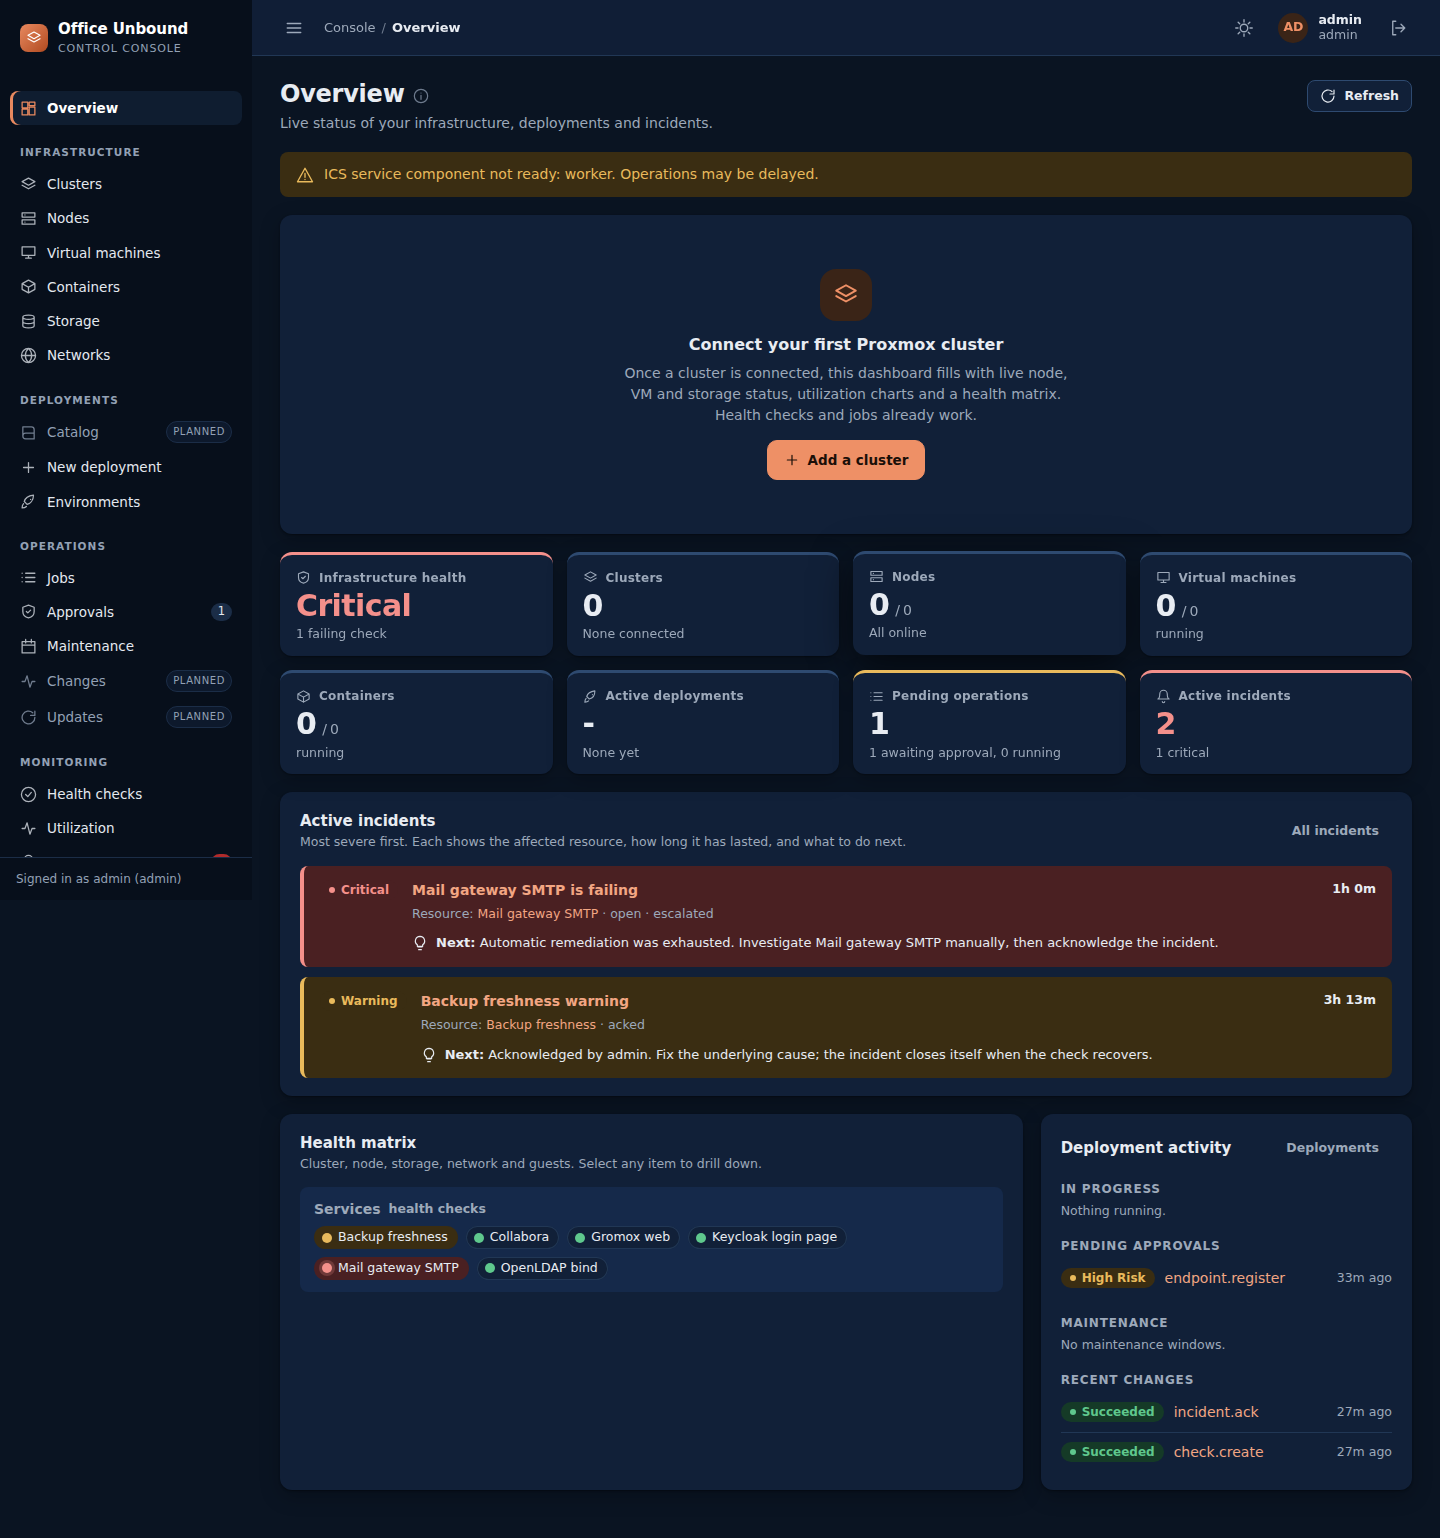 Office Unbound
CONTROL CONSOLE
Overview
INFRASTRUCTURE
Clusters
Nodes
Virtual machines
Containers
Storage
Networks
DEPLOYMENTS
Catalog PLANNED
New deployment
Environments
OPERATIONS
Jobs
Approvals 1
Maintenance
Changes PLANNED
Updates PLANNED
MONITORING
Health checks
Utilization
Signed in as admin (admin)
Console / Overview
AD admin
admin
Overview
Refresh
Live status of your infrastructure, deployments and incidents.
ICS service component not ready: worker. Operations may be delayed.
Connect your first Proxmox cluster
Once a cluster is connected, this dashboard fills with live node,
VM and storage status, utilization charts and a health matrix.
Health checks and jobs already work.
Add a cluster
Infrastructure health
Critical
1 failing check
Clusters
0
None connected
Nodes
0 / 0
All online
Virtual machines
0 / 0
running
Containers
0 / 0
running
Active deployments
-
None yet
Pending operations
1
1 awaiting approval, 0 running
Active incidents
2
1 critical
Active incidents
Most severe first. Each shows the affected resource, how long it has lasted, and what to do next.
All incidents
Critical Mail gateway SMTP is failing 1h 0m
Resource: Mail gateway SMTP · open · escalated
Next: Automatic remediation was exhausted. Investigate Mail gateway SMTP manually, then acknowledge the incident.
Warning Backup freshness warning 3h 13m
Resource: Backup freshness · acked
Next: Acknowledged by admin. Fix the underlying cause; the incident closes itself when the check recovers.
Health matrix
Cluster, node, storage, network and guests. Select any item to drill down.
Services health checks
Backup freshness Collabora Gromox web Keycloak login page
Mail gateway SMTP OpenLDAP bind
Deployment activity Deployments
IN PROGRESS
Nothing running.
PENDING APPROVALS
High Risk endpoint.register 33m ago
MAINTENANCE
No maintenance windows.
RECENT CHANGES
Succeeded incident.ack 27m ago
Succeeded check.create 27m ago